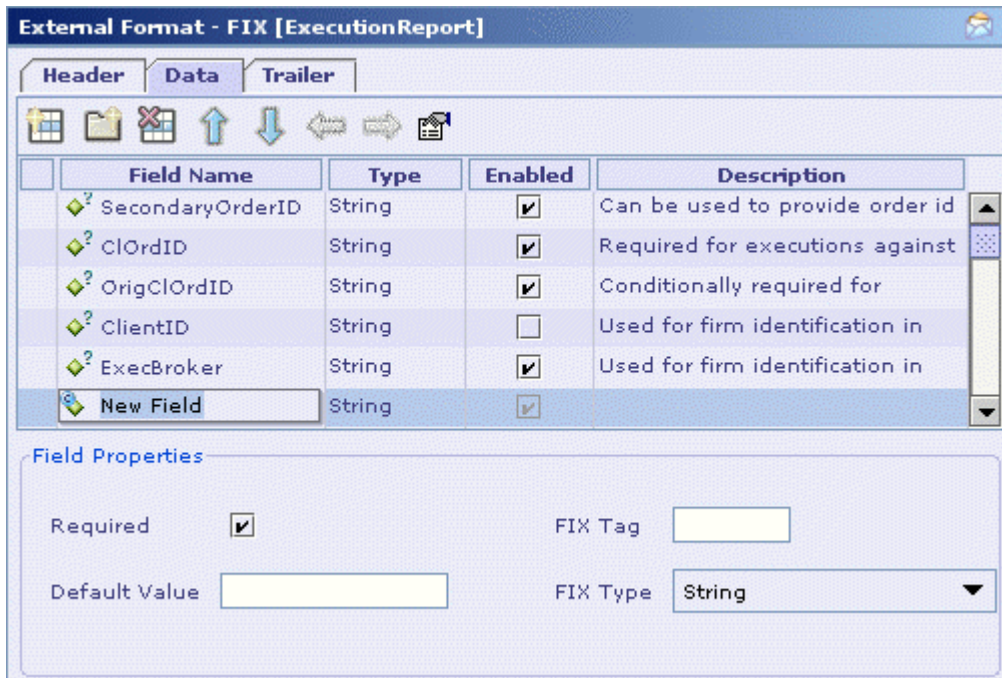 External Format - FIX [ExecutionReport]
Header Data Trailer
Field Name Type Enabled Description
SecondaryOrderID String Can be used to provide order id
ClOrdID String Required for executions against
OrigClOrdID String Conditionally required for
ClientID String Used for firm identification in
ExecBroker String Used for firm identification in
New Field String
Field Properties
Required FIX Tag
Default Value FIX Type String